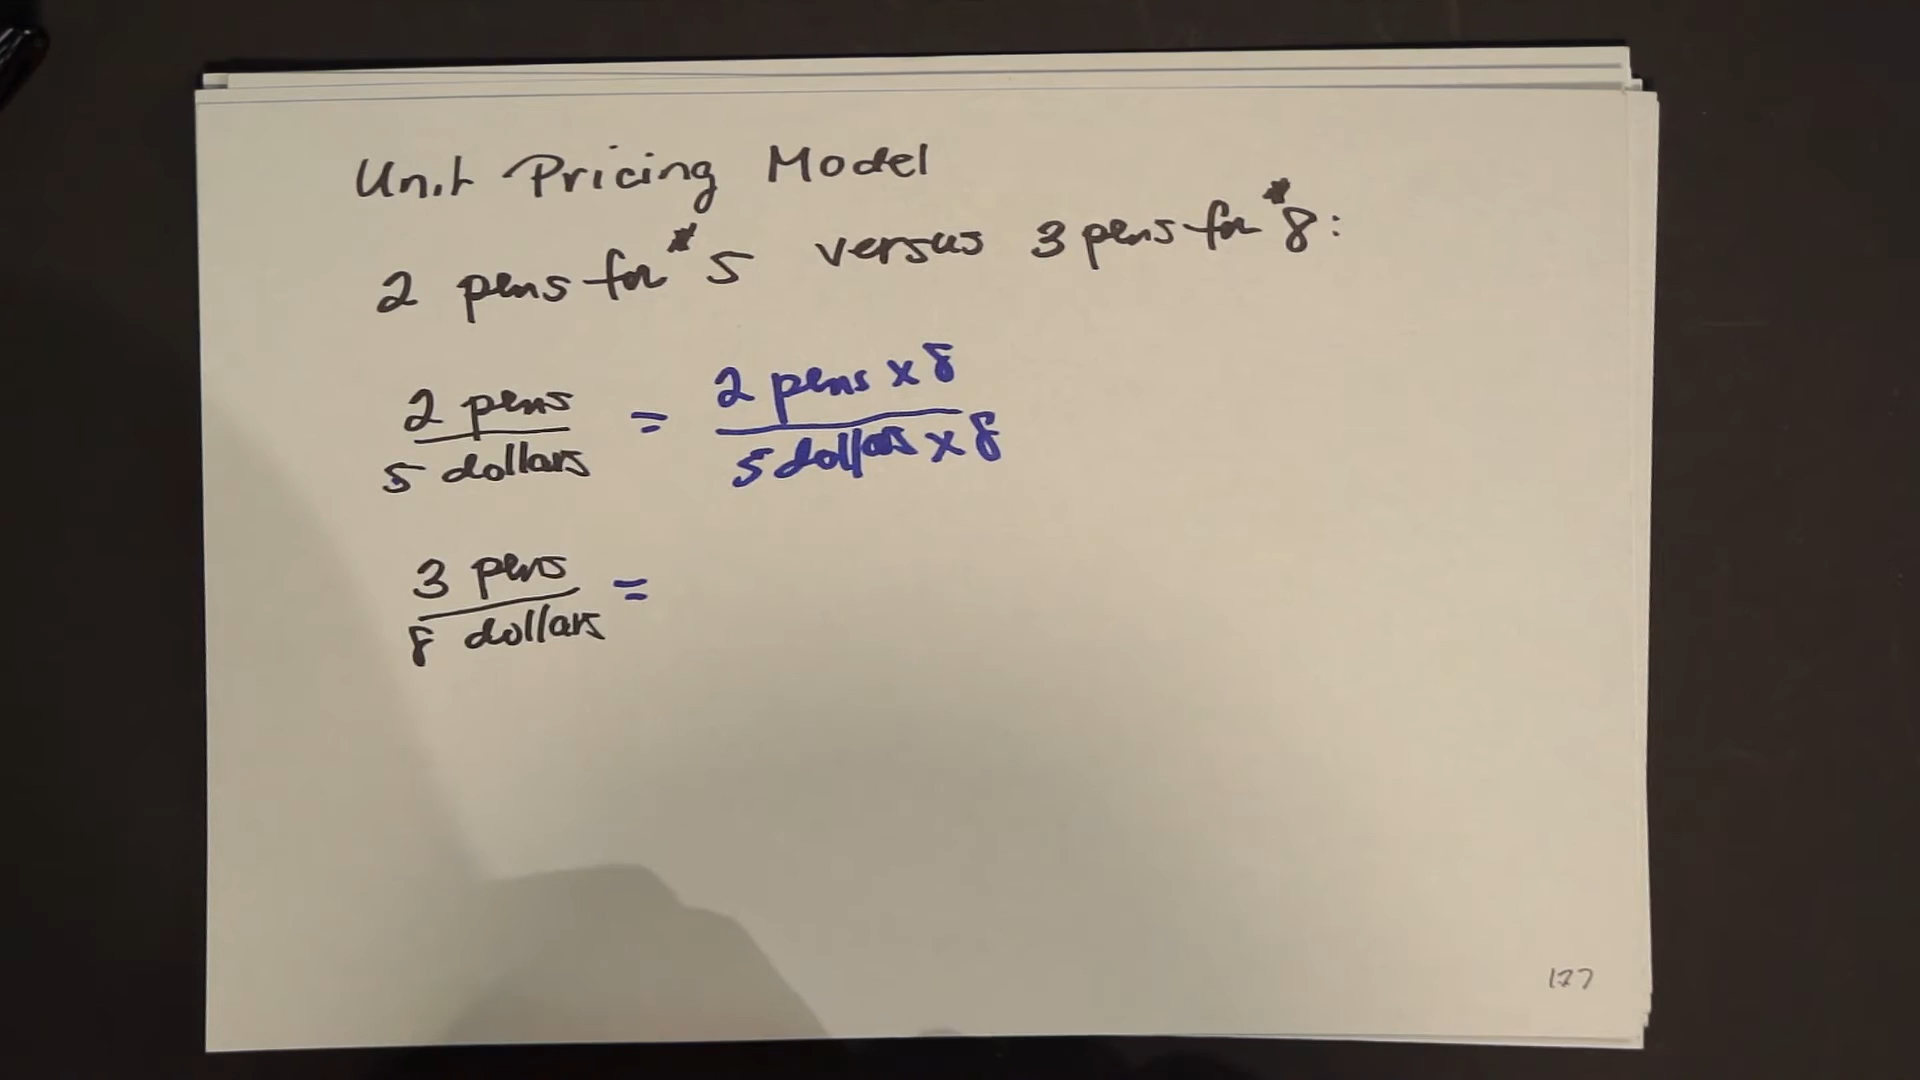 Unit Pricing Model
2 pens for $5 versus 3 pens for $8:
2 pens / 5 dollars = 2 pens x 8 / 5 dollars x 8
3 pens / 8 dollars =
127